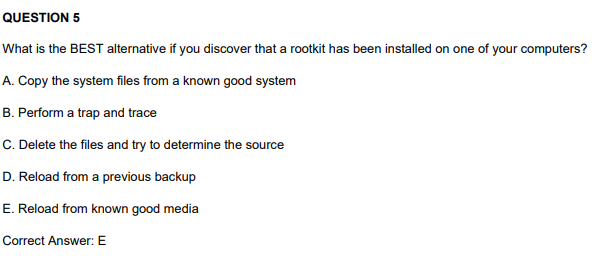 QUESTION 5
What is the BEST alternative if you discover that a rootkit has been installed on one of your computers?
A. Copy the system files from a known good system
B. Perform a trap and trace
C. Delete the files and try to determine the source
D. Reload from a previous backup
E. Reload from known good media
Correct Answer: E